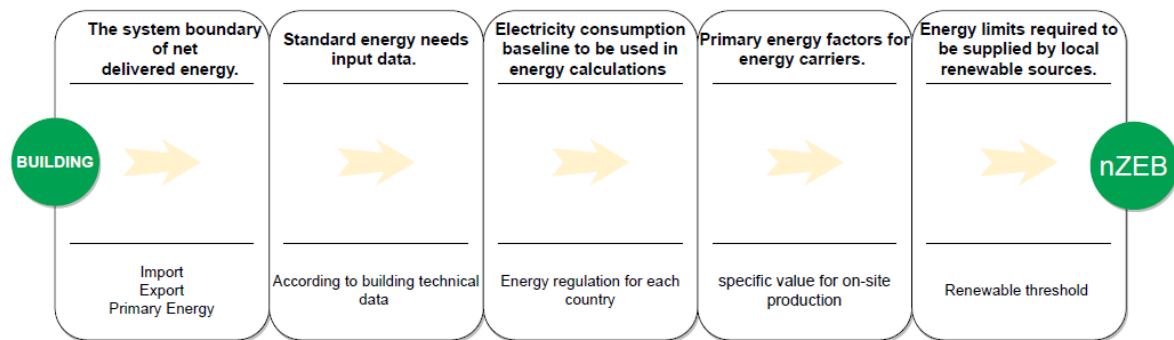 BUILDING
The system boundary
of net
delivered energy.
Import
Export
Primary Energy
Standard energy needs
input data.
According to building technical
data
Electricity consumption
baseline to be used in
energy calculations
Energy regulation for each
country
Primary energy factors for
energy carriers.
specific value for on-site
production
Energy limits required to
be supplied by local
renewable sources.
Renewable threshold
nZEB